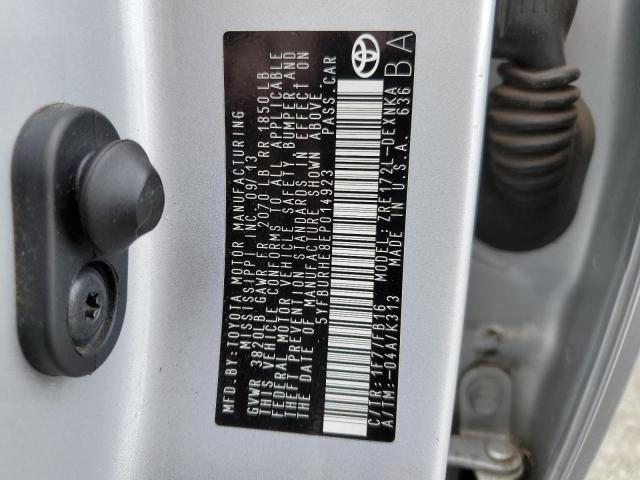 MFD.BY:TOYOTA MOTOR MANUFACTURING
MISSISSIPPI INC. 09/13
GVWR 3820LB GAWR FR 2070 LB RR 1850LB
THIS VEHICLE CONFORMS TO ALL APPLICABLE
FEDERAL MOTOR VEHICLE SAFETY, BUMPER AND
THEFT PREVENTION STANDARDS IN EFFECT ON
THE DATE OF MANUFACTURE SHOWN ABOVE.
5YFBURHE8EP014923 PASS.CAR
C/TR:1F7/FB16 MODEL:ZRE172L-DEXNKA
A/TM:-04A/K313 MADE IN U.S.A. 636
BA